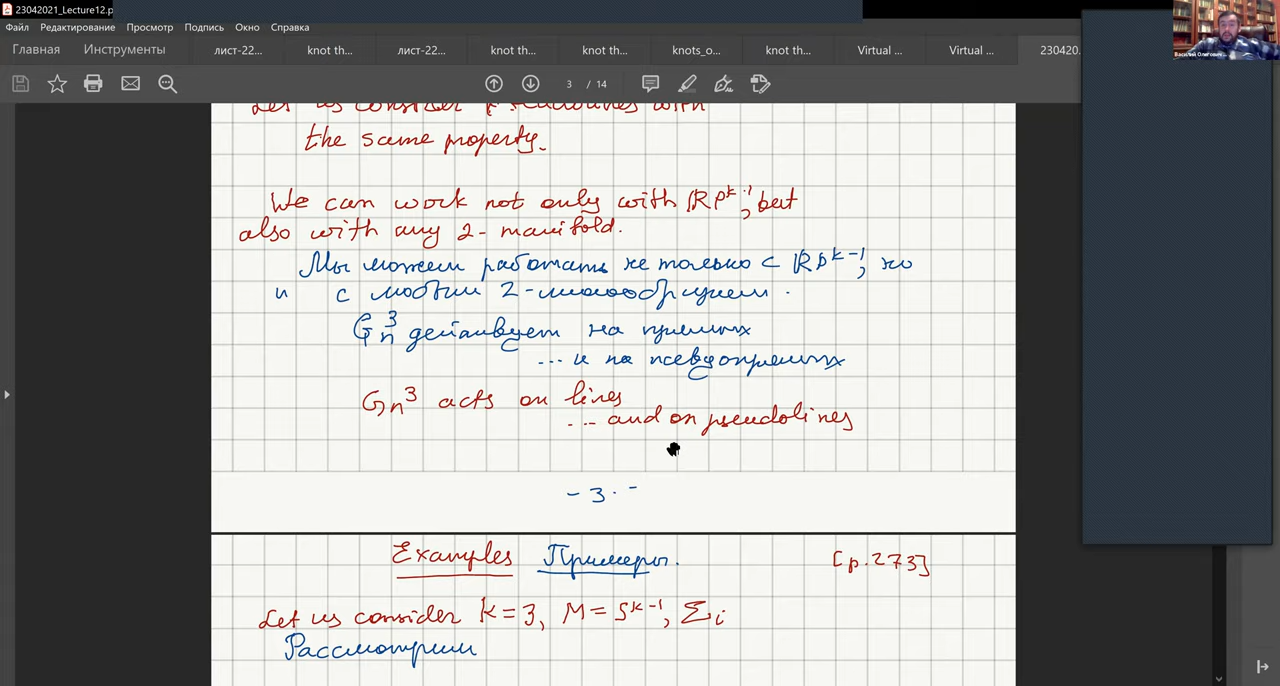 23042021_Lecture12.p
Файл Редактирование Просмотр Подпись Окно Справка
Главная Инструменты лист-22... knot th... лист-22... knot th... knot th... knots_o... knot th... Virtual ... Virtual ... 230420.
3 / 14
Let us consider with
the same property.
We can work not only with RP^k-1, but
also with any 2-manifold.
Мы можем работать не только с RP^k-1, но
и с любым 2-многообразием.
G_n^3 действует на прямых
... и на псевдопрямых
G_n^3 acts on lines
... and on pseudolines
- 3. -
Examples Примеры. [p.273]
Let us consider k=3, M=S^k-1, Σ_i
Рассмотрим